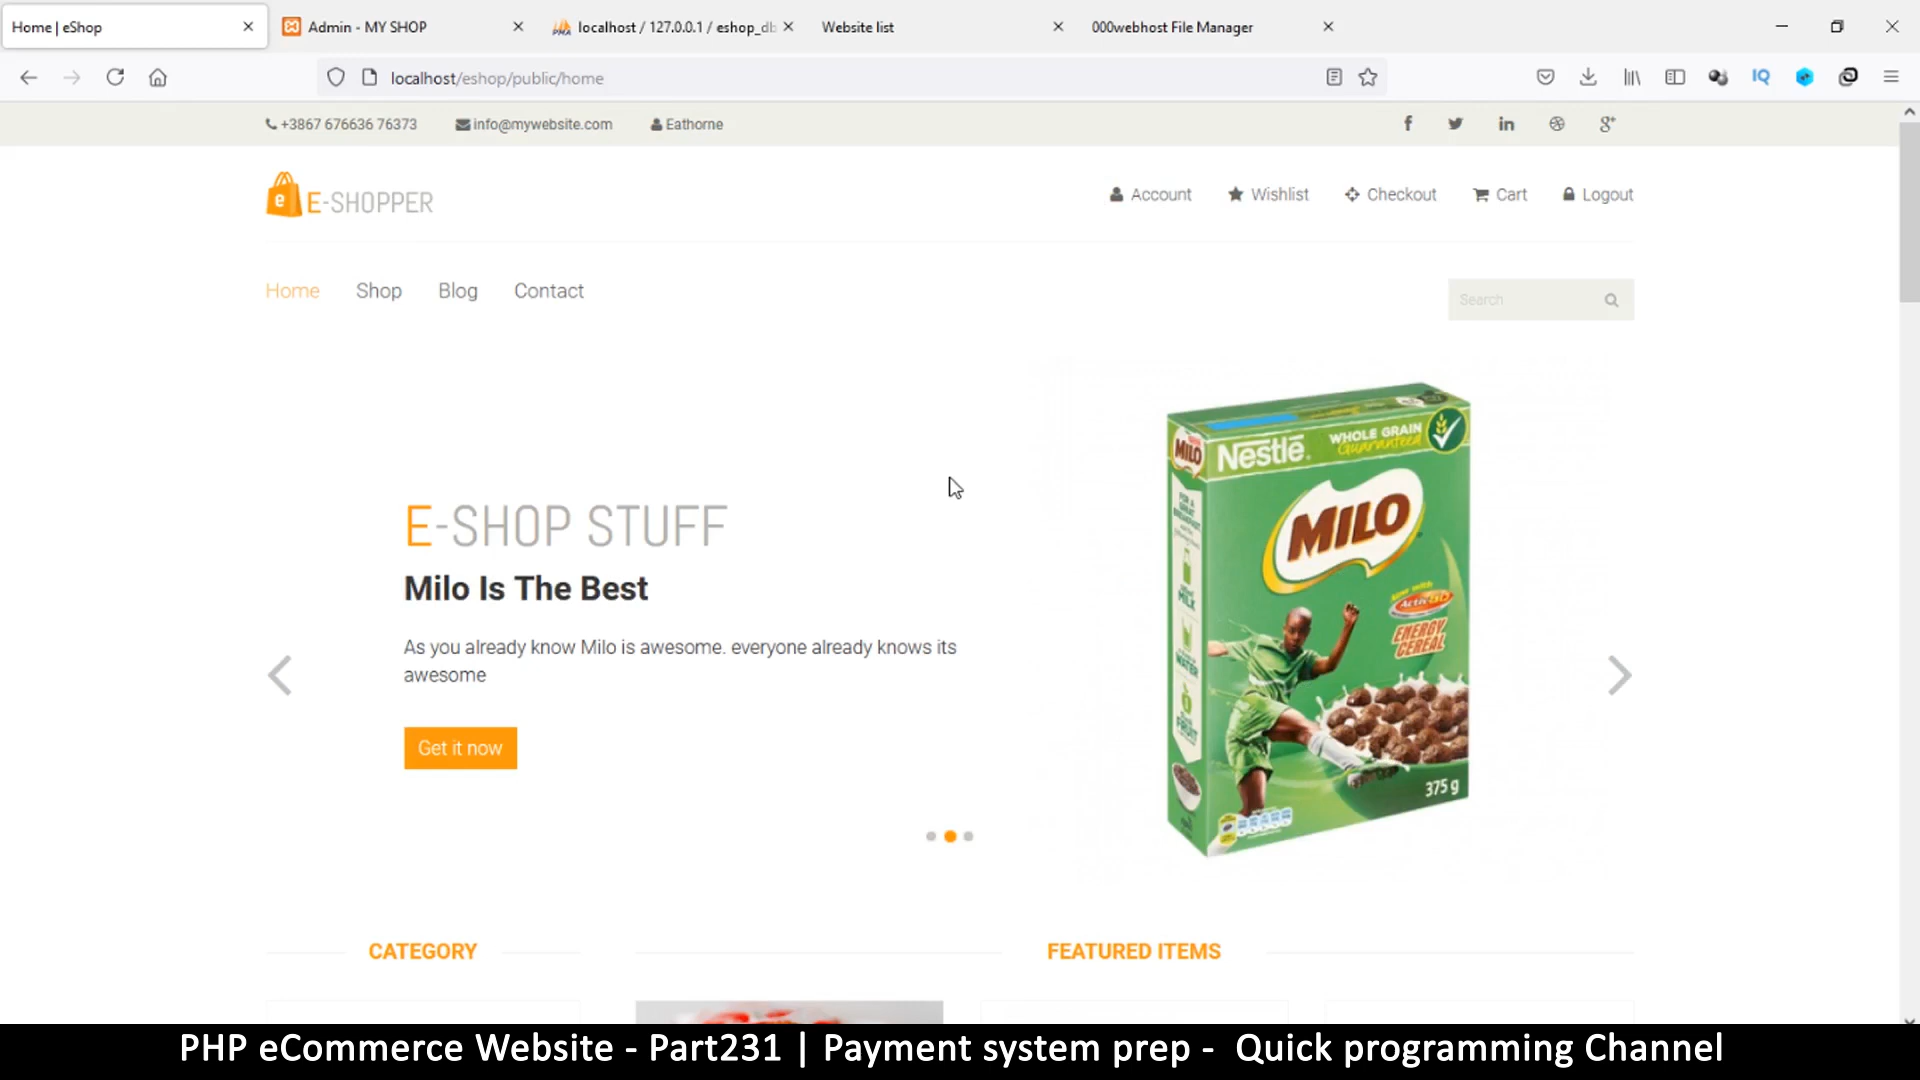 Home | eShop
Admin - MY SHOP
localhost / 127.0.0.1 / eshop_db
Website list
000webhost File Manager
localhost/eshop/public/home
IQ
+3867 676636 76373
info@mywebsite.com
Eathorne
E-SHOPPER
Account
Wishlist
Checkout
Cart
Logout
Home
Shop
Blog
Contact
Search
E-SHOP STUFF
Milo Is The Best
As you already know Milo is awesome. everyone already knows its
awesome
Get it now
MILO
Nestlé
WHOLE GRAIN
Guaranteed
MILO
ENERGY
CEREAL
375 g
CATEGORY
FEATURED ITEMS
PHP eCommerce Website - Part231 | Payment system prep - Quick programming Channel